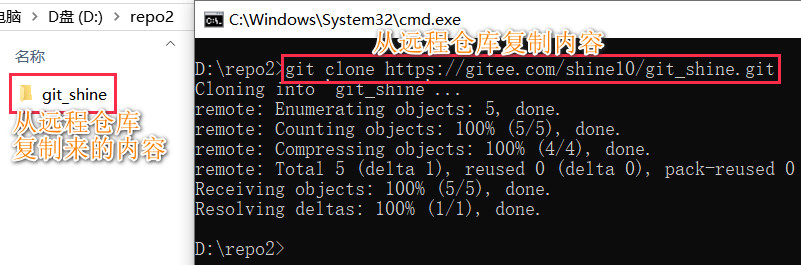 电脑 > D盘 (D:) > repo2 >
名称
git_shine
从远程仓库
复制来的内容
C:\Windows\System32\cmd.exe
从远程仓库复制内容
D:\repo2>git clone https://gitee.com/shine10/git_shine.git
Cloning into 'git_shine'...
remote: Enumerating objects: 5, done.
remote: Counting objects: 100% (5/5), done.
remote: Compressing objects: 100% (4/4), done.
remote: Total 5 (delta 1), reused 0 (delta 0), pack-reused 0
Receiving objects: 100% (5/5), done.
Resolving deltas: 100% (1/1), done.
D:\repo2>